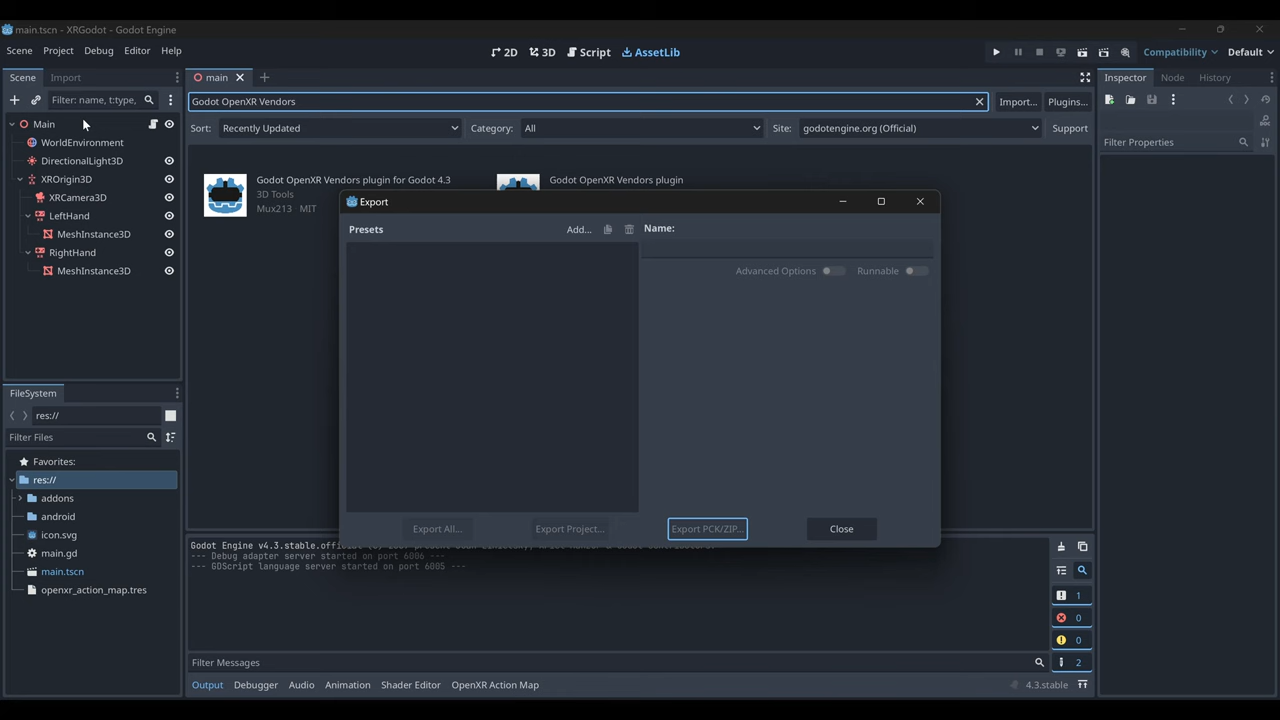 main.tscn - XRGodot - Godot Engine
Scene Project Debug Editor Help
2D 3D Script AssetLib
Compatibility Default
Scene Import
main
Inspector Node History
Filter: name, t:type,
Godot OpenXR Vendors
Import... Plugins...
Sort: Recently Updated Category: All Site: godotengine.org (Official) Support
Filter Properties
Main
WorldEnvironment
DirectionalLight3D
XROrigin3D
XRCamera3D
LeftHand
MeshInstance3D
RightHand
MeshInstance3D
Godot OpenXR Vendors plugin for Godot 4.3
3D Tools
Mux213 MIT
Godot OpenXR Vendors plugin
Export
Presets Add... Name:
Advanced Options Runnable
Export All... Export Project... Export PCK/ZIP... Close
FileSystem
res://
Filter Files
Favorites:
res://
addons
android
icon.svg
main.gd
main.tscn
openxr_action_map.tres
Godot Engine v4.3.stable.offic
--- Debug adapter server started on port 6006 ---
--- GDScript language server started on port 6005 ---
1
0
0
2
Filter Messages
Output Debugger Audio Animation Shader Editor OpenXR Action Map
4.3.stable